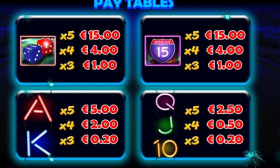 PAY TABLES
x5 €15.00
x4 €4.00
x3 €1.00
15
x5 €15.00
x4 €4.00
x3 €1.00
A
K
x5 €5.00
x4 €2.00
x3 €0.20
Q
J
10
x5 €2.50
x4 €0.50
x3 €0.20